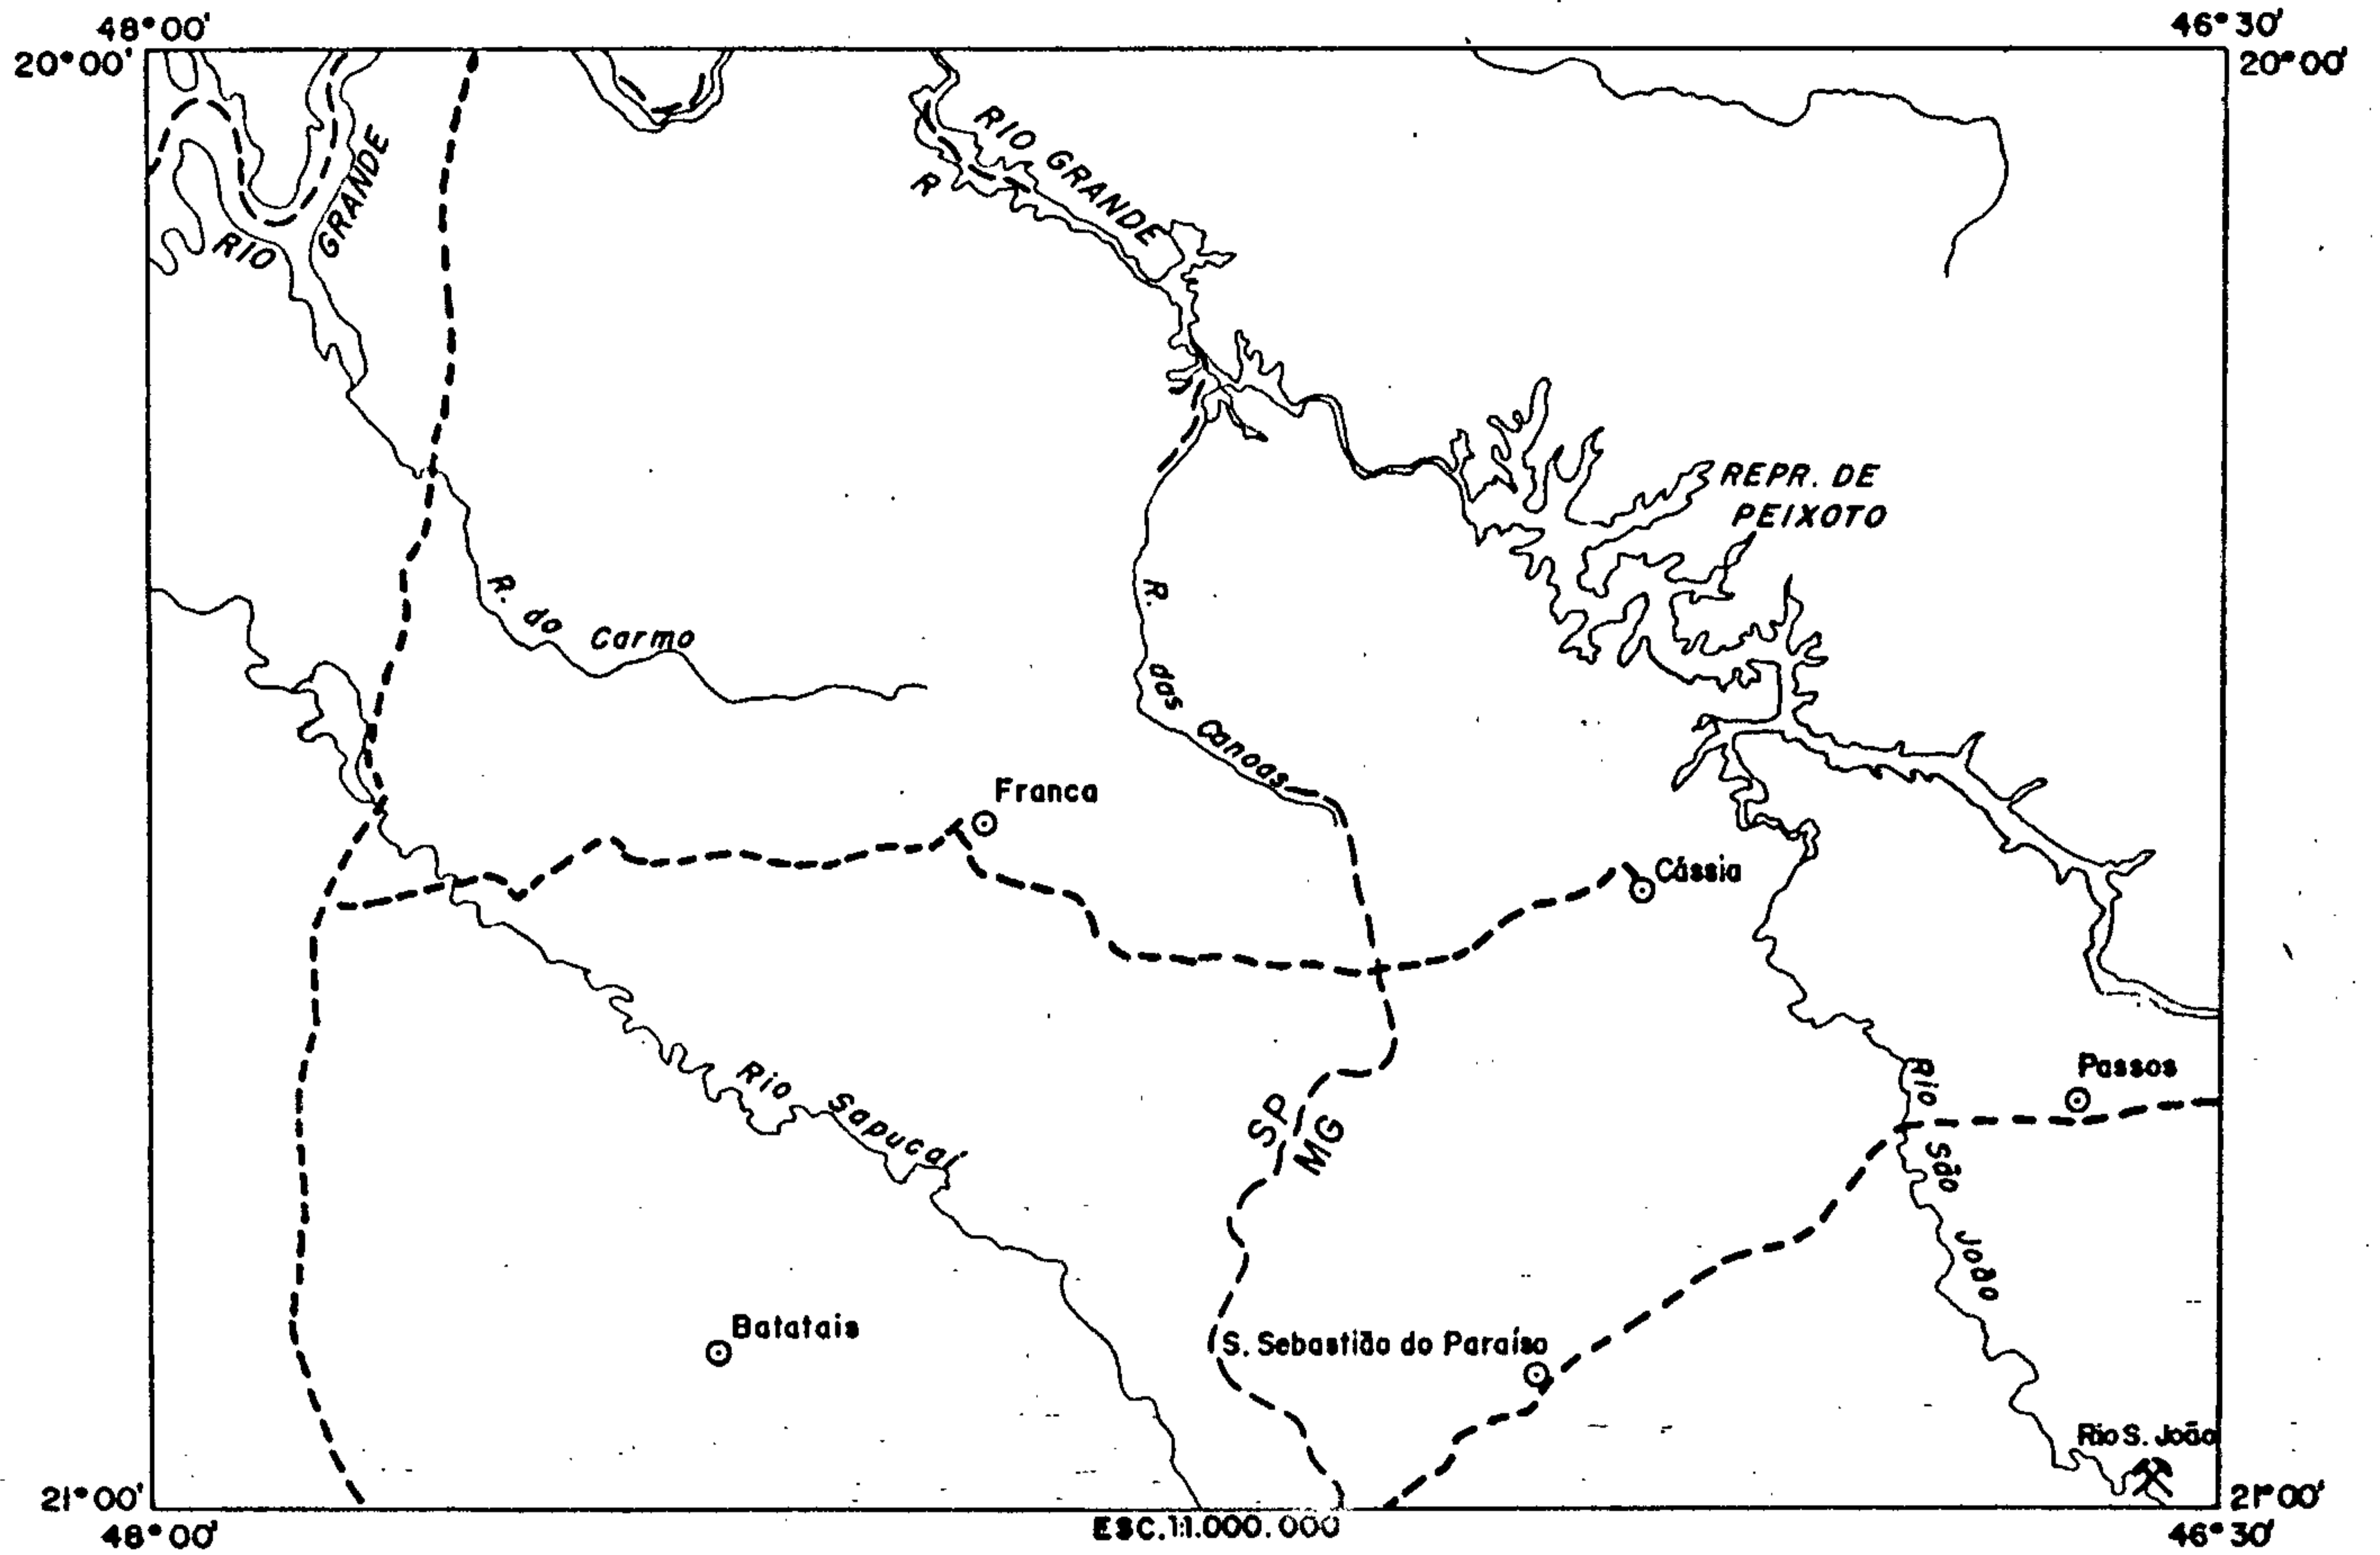 48°00'
46°30'
20°00'
20°00'
RIO GRANDE
R
RIO GRANDE
REPR. DE
PEIXOTO
R. do Carmo
R. das Canoas
Franca
Cássia
Rio Sapucaí
SP
MG
Passos
Rio São João
Batatais
S. Sebastião do Paraíso
Rio S. João
21°00'
21°00'
48°00'
ESC.1:1.000.000
46°30'